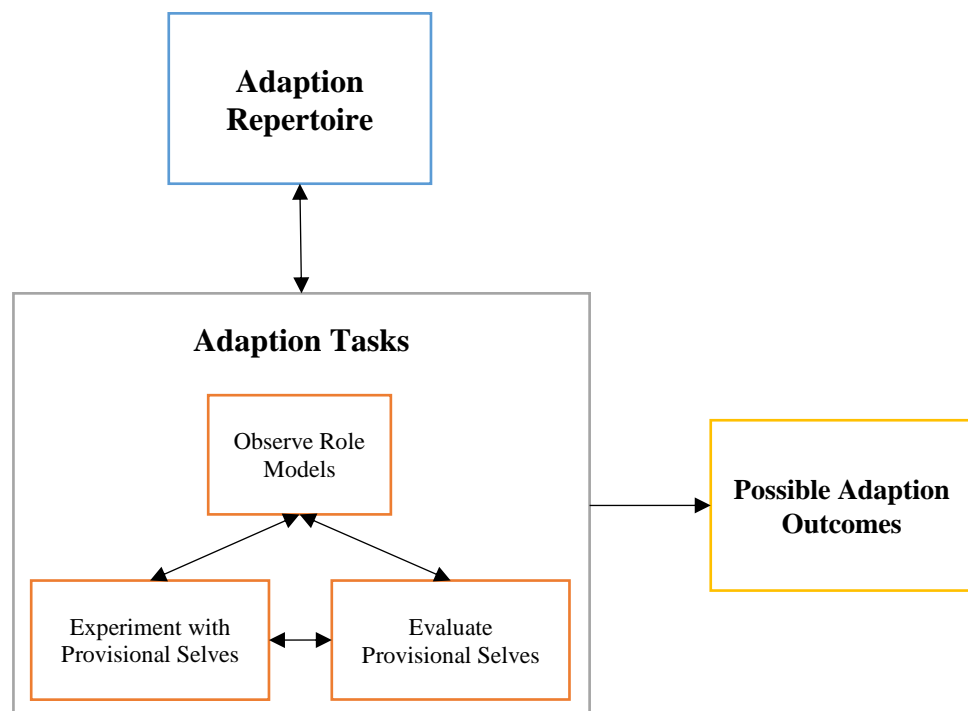 Adaption
Repertoire
Adaption Tasks
Observe Role
Models
Experiment with
Provisional Selves
Evaluate
Provisional Selves
Possible Adaption
Outcomes